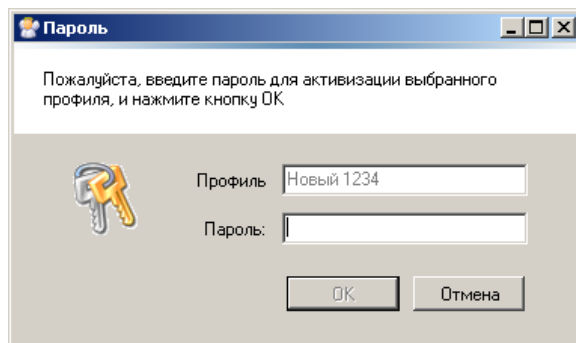 Пароль
Пожалуйста, введите пароль для активизации выбранного
профиля, и нажмите кнопку OK
Профиль Новый 1234
Пароль:
OK Отмена